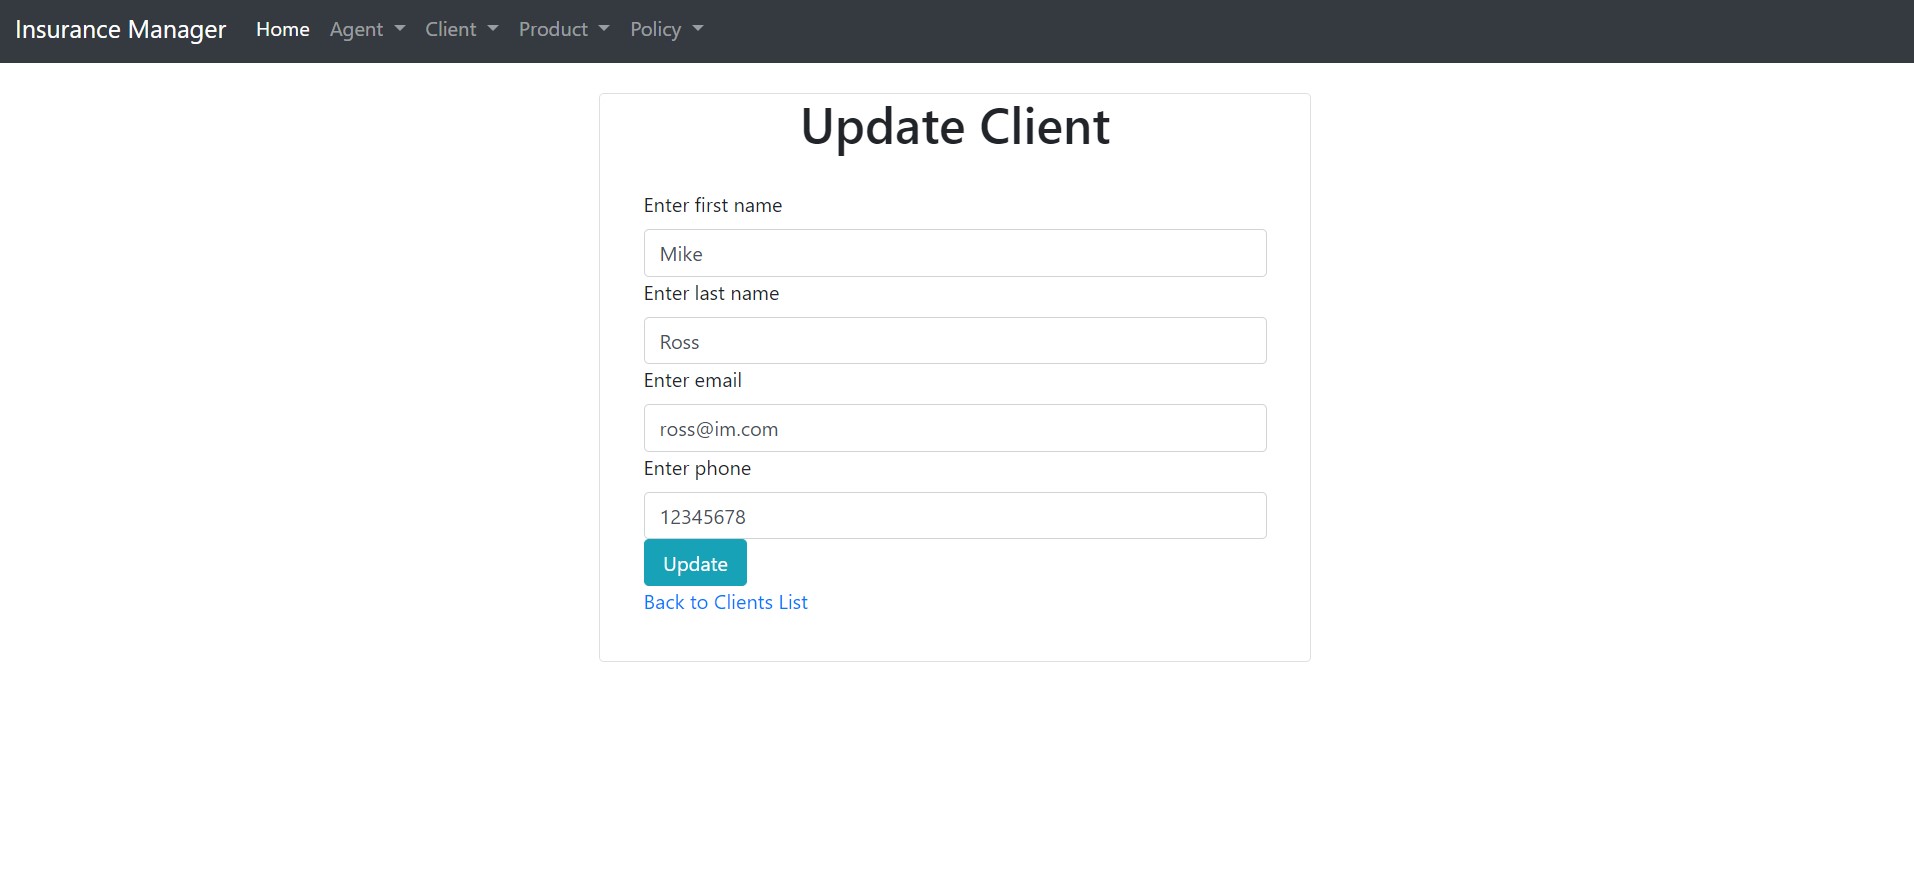 Insurance Manager Home Agent Client Product Policy
Update Client
Enter first name
Mike
Enter last name
Ross
Enter email
ross@im.com
Enter phone
12345678
Update
Back to Clients List